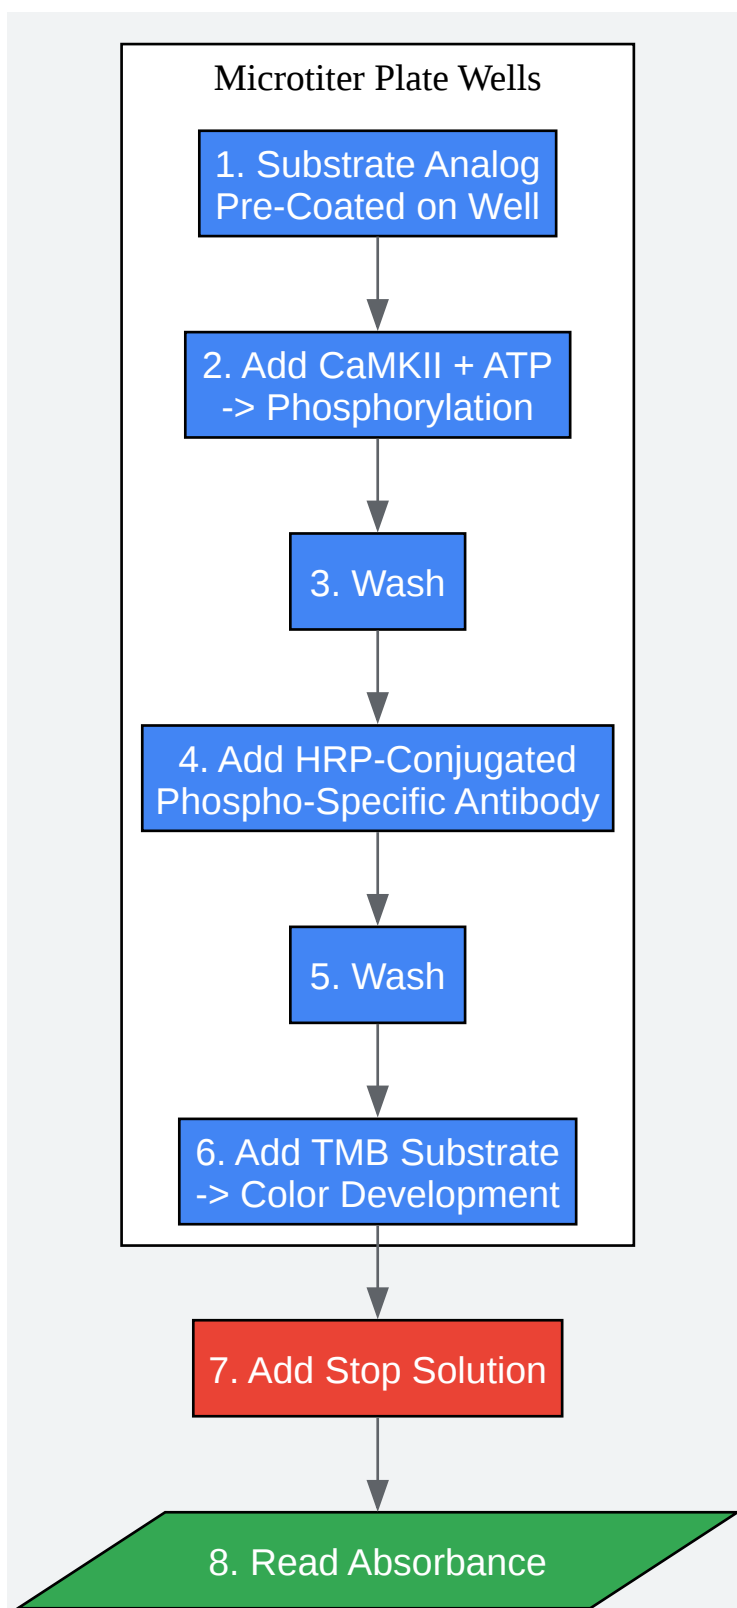 Microtiter Plate Wells
1. Substrate Analog
Pre-Coated on Well
2. Add CaMKII + ATP
-> Phosphorylation
3. Wash
4. Add HRP-Conjugated
Phospho-Specific Antibody
5. Wash
6. Add TMB Substrate
-> Color Development
7. Add Stop Solution
8. Read Absorbance